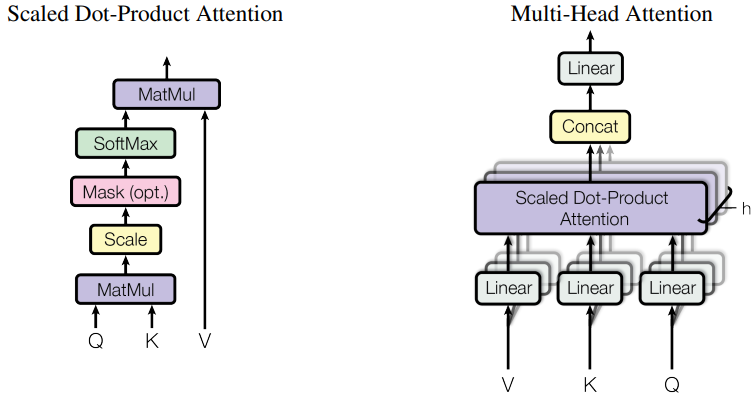 Scaled Dot-Product Attention
MatMul
SoftMax
Mask (opt.)
Scale
MatMul
Q K V
Multi-Head Attention
Linear
Concat
Scaled Dot-Product
Attention
h
Linear Linear Linear
V K Q